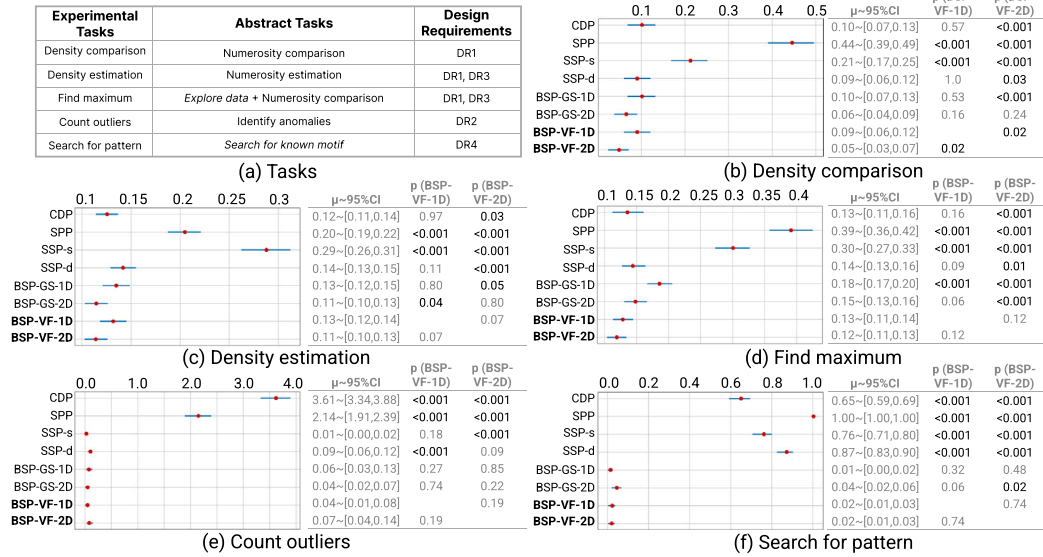 Experimental Tasks | Abstract Tasks | Design Requirements
Density comparison | Numerosity comparison | DR1
Density estimation | Numerosity estimation | DR1, DR3
Find maximum | Explore data + Numerosity comparison | DR1, DR3
Count outliers | Identify anomalies | DR2
Search for pattern | Search for known motif | DR4
(a) Tasks
0.1 0.2 0.3 0.4 0.5
μ~95%CI | VF-1D) | VF-2D)
CDP 0.10~[0.07,0.13] 0.57 <0.001
SPP 0.44~[0.39,0.49] <0.001 <0.001
SSP-s 0.21~[0.17,0.25] <0.001 <0.001
SSP-d 0.09~[0.06,0.12] 1.0 0.03
BSP-GS-1D 0.10~[0.07,0.13] 0.53 <0.001
BSP-GS-2D 0.06~[0.04,0.09] 0.16 0.24
BSP-VF-1D 0.09~[0.06,0.12] 0.02
BSP-VF-2D 0.05~[0.03,0.07] 0.02
(b) Density comparison
0.1 0.2 0.3
μ~95%CI | p (BSP-VF-1D) | p (BSP-VF-2D)
CDP 0.12~[0.11,0.14] 0.97 0.03
SPP 0.20~[0.19,0.22] <0.001 <0.001
SSP-s 0.29~[0.26,0.31] <0.001 <0.001
SSP-d 0.14~[0.13,0.15] 0.11 <0.001
BSP-GS-1D 0.13~[0.12,0.15] 0.80 0.05
BSP-GS-2D 0.11~[0.10,0.13] 0.04 0.80
BSP-VF-1D 0.13~[0.12,0.14] 0.07
BSP-VF-2D 0.11~[0.10,0.13] 0.07
(c) Density estimation
0.1 0.15 0.2 0.25 0.3 0.35 0.4
μ~95%CI | p (BSP-VF-1D) | p (BSP-VF-2D)
CDP 0.13~[0.11,0.16] 0.16 <0.001
SPP 0.39~[0.36,0.42] <0.001 <0.001
SSP-s 0.30~[0.27,0.33] <0.001 <0.001
SSP-d 0.14~[0.13,0.16] 0.09 0.01
BSP-GS-1D 0.18~[0.17,0.20] <0.001 <0.001
BSP-GS-2D 0.15~[0.13,0.16] 0.06 <0.001
BSP-VF-1D 0.13~[0.11,0.14] 0.12
BSP-VF-2D 0.12~[0.11,0.13] 0.12
(d) Find maximum
0.0 1.0 2.0 3.0 4.0
μ~95%CI | p (BSP-VF-1D) | p (BSP-VF-2D)
CDP 3.61~[3.34,3.88] <0.001 <0.001
SPP 2.14~[1.91,2.39] <0.001 <0.001
SSP-s 0.01~[0.00,0.02] 0.18 <0.001
SSP-d 0.09~[0.06,0.12] <0.001 0.09
BSP-GS-1D 0.06~[0.03,0.13] 0.27 0.85
BSP-GS-2D 0.04~[0.02,0.07] 0.74 0.22
BSP-VF-1D 0.04~[0.01,0.08] 0.19
BSP-VF-2D 0.07~[0.04,0.14] 0.19
(e) Count outliers
0.0 0.2 0.4 0.6 0.8 1.0
μ~95%CI | p (BSP-VF-1D) | p (BSP-VF-2D)
CDP 0.65~[0.59,0.69] <0.001 <0.001
SPP 1.00~[1.00,1.00] <0.001 <0.001
SSP-s 0.76~[0.71,0.80] <0.001 <0.001
SSP-d 0.87~[0.83,0.90] <0.001 <0.001
BSP-GS-1D 0.01~[0.00,0.02] 0.32 0.48
BSP-GS-2D 0.04~[0.02,0.06] 0.06 0.02
BSP-VF-1D 0.02~[0.01,0.03] 0.74
BSP-VF-2D 0.02~[0.01,0.03] 0.74
(f) Search for pattern